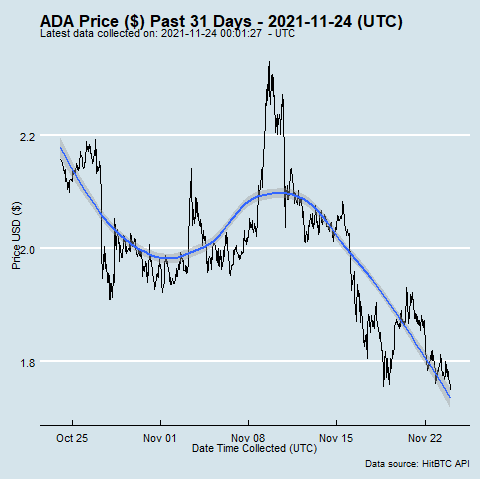 ADA Price ($) Past 31 Days - 2021-11-24 (UTC)
Latest data collected on: 2021-11-24 00:01:27 - UTC
2.2
2.0
1.8
Price USD ($)
Oct 25 Nov 01 Nov 08 Nov 15 Nov 22
Date Time Collected (UTC)
Data source: HitBTC API